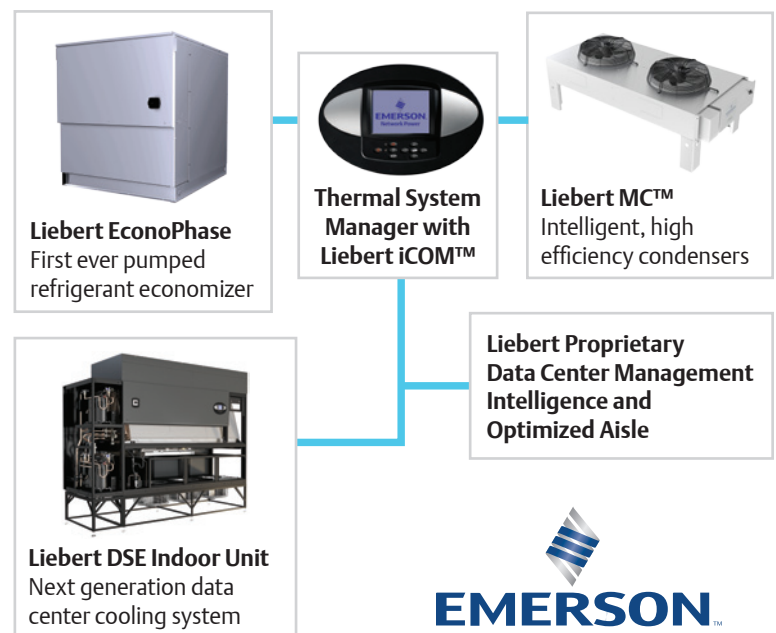 Liebert EconoPhase
First ever pumped
refrigerant economizer
EMERSON
Network Power
Thermal System
Manager with
Liebert iCOM™
Liebert MC™
Intelligent, high
efficiency condensers
Liebert Proprietary
Data Center Management
Intelligence and
Optimized Aisle
Liebert DSE Indoor Unit
Next generation data
center cooling system
EMERSON™